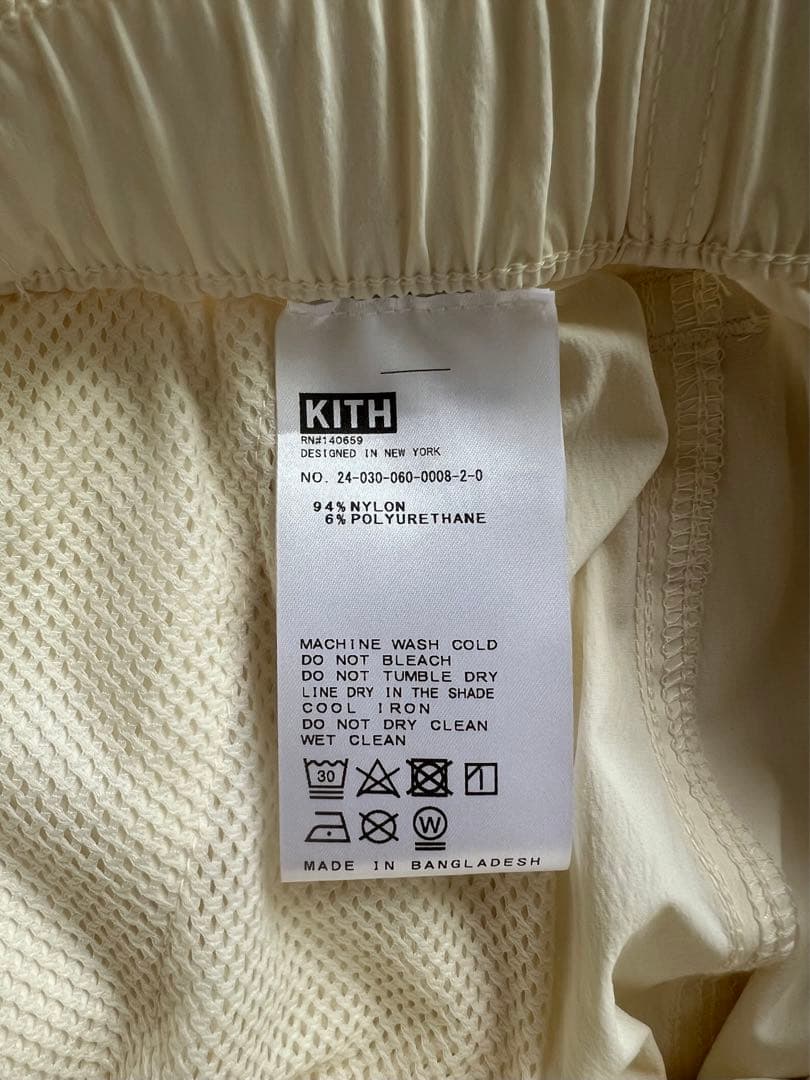 KITH
RN#140659
DESIGNED IN NEW YORK
NO. 24-030-060-0008-2-0
94% NYLON
6% POLYURETHANE
MACHINE WASH COLD
DO NOT BLEACH
DO NOT TUMBLE DRY
LINE DRY IN THE SHADE
COOL IRON
DO NOT DRY CLEAN
WET CLEAN
30
W
MADE IN BANGLADESH